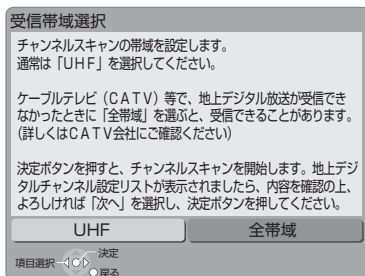 受信帯域選択
チャンネルスキャンの帯域を設定します。
通常は「UHF」を選択してください。
ケーブルテレビ（CATV）等で、地上デジタル放送が受信でき
なかったときに「全帯域」を選ぶと、受信できることがあります。
（詳しくはCATV会社にご確認ください）
決定ボタンを押すと、チャンネルスキャンを開始します。地上デジ
タルチャンネル設定リストが表示されましたら、内容を確認の上、
よろしければ「次へ」を選択し、決定ボタンを押してください。
UHF
全帯域
決定
項目選択
戻る